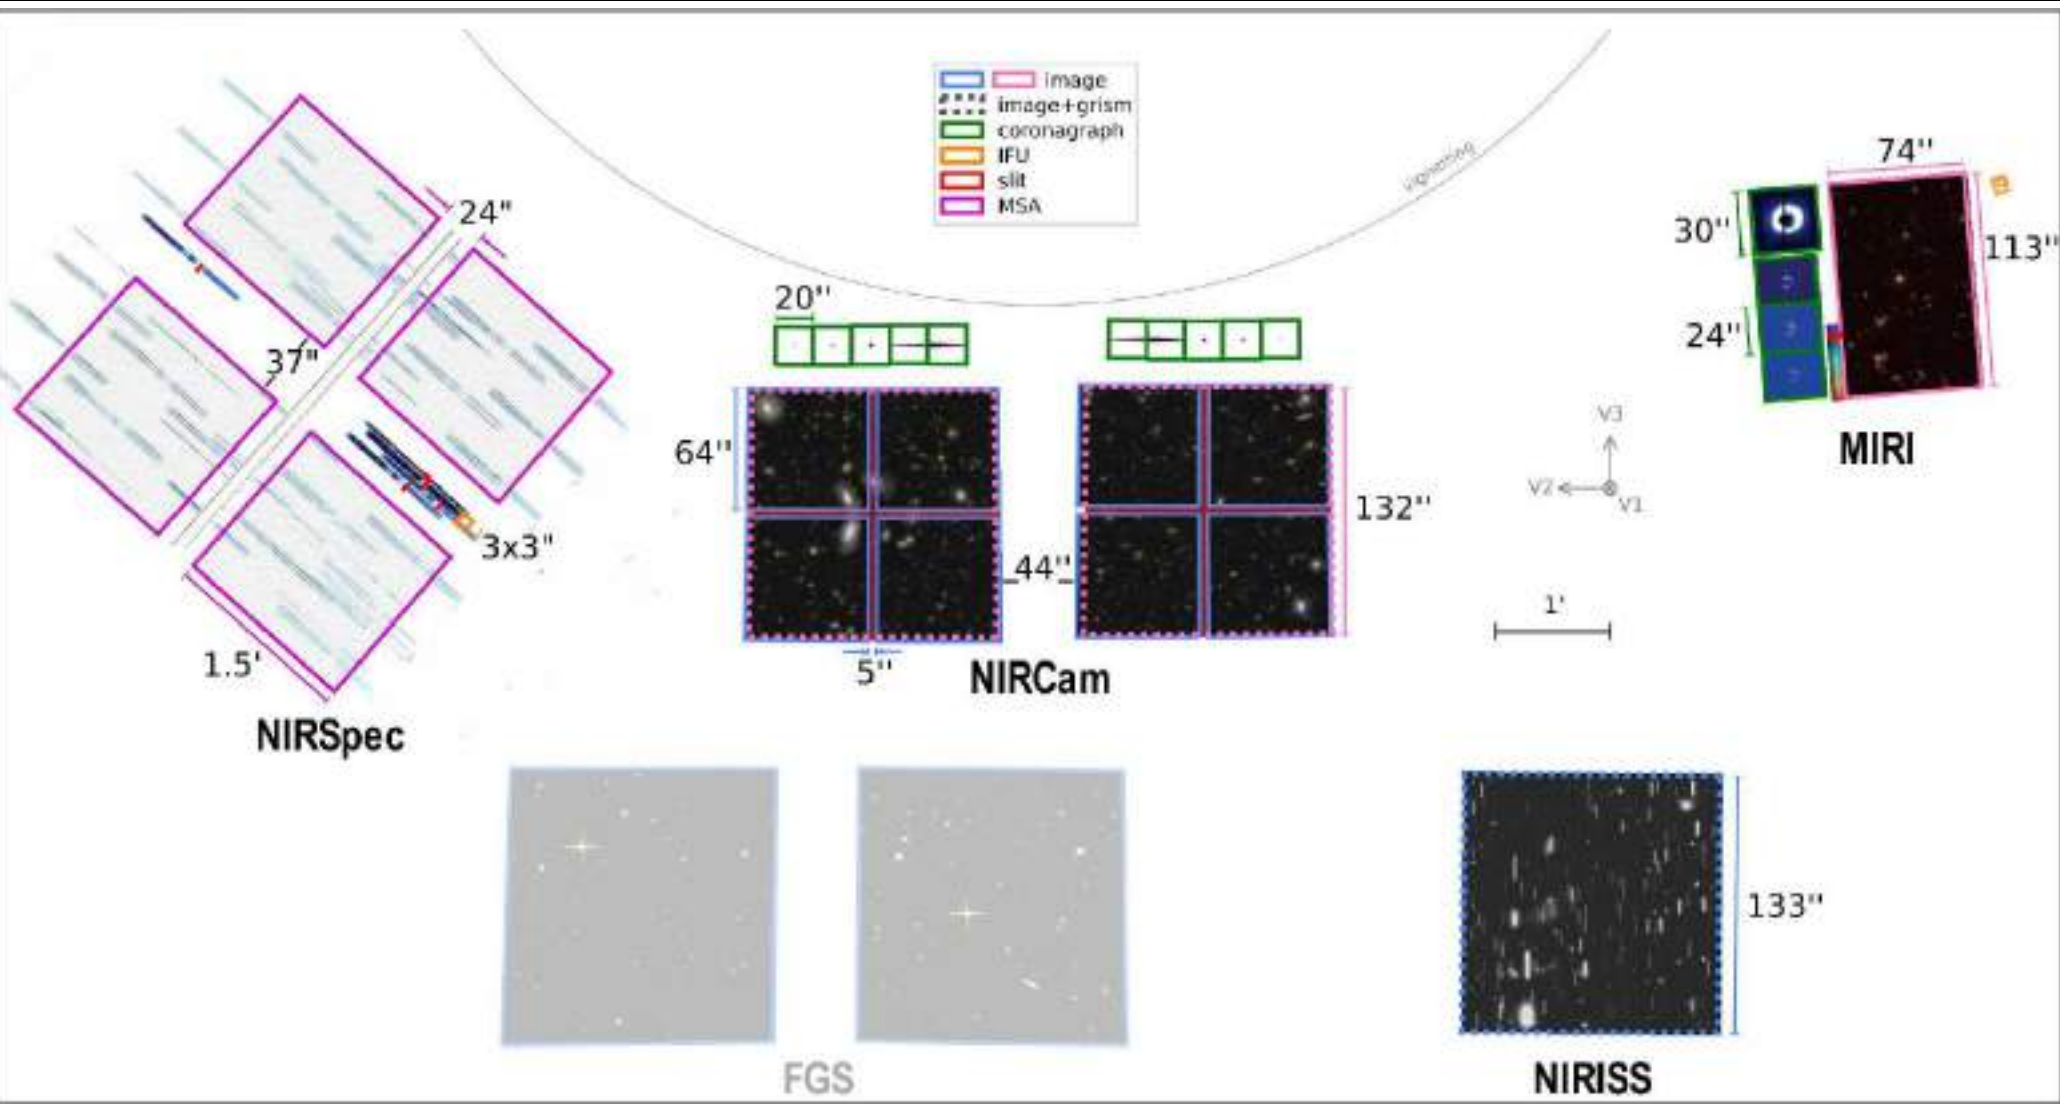 image
image+grism
coronagraph
IFU
slit
MSA
vignetting
24"
37"
3x3"
1.5'
NIRSpec
20"
64"
44"
132"
5"
NIRCam
74"
30"
113"
24"
MIRI
V3
V2
V1
1'
FGS
133"
NIRISS